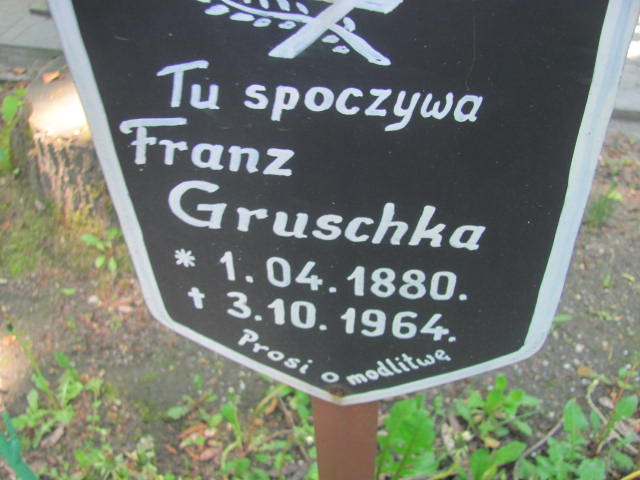 Tu spoczywa
Franz
Gruschka
* 1.04.1880.
† 3.10.1964.
Prosi o modlitwę